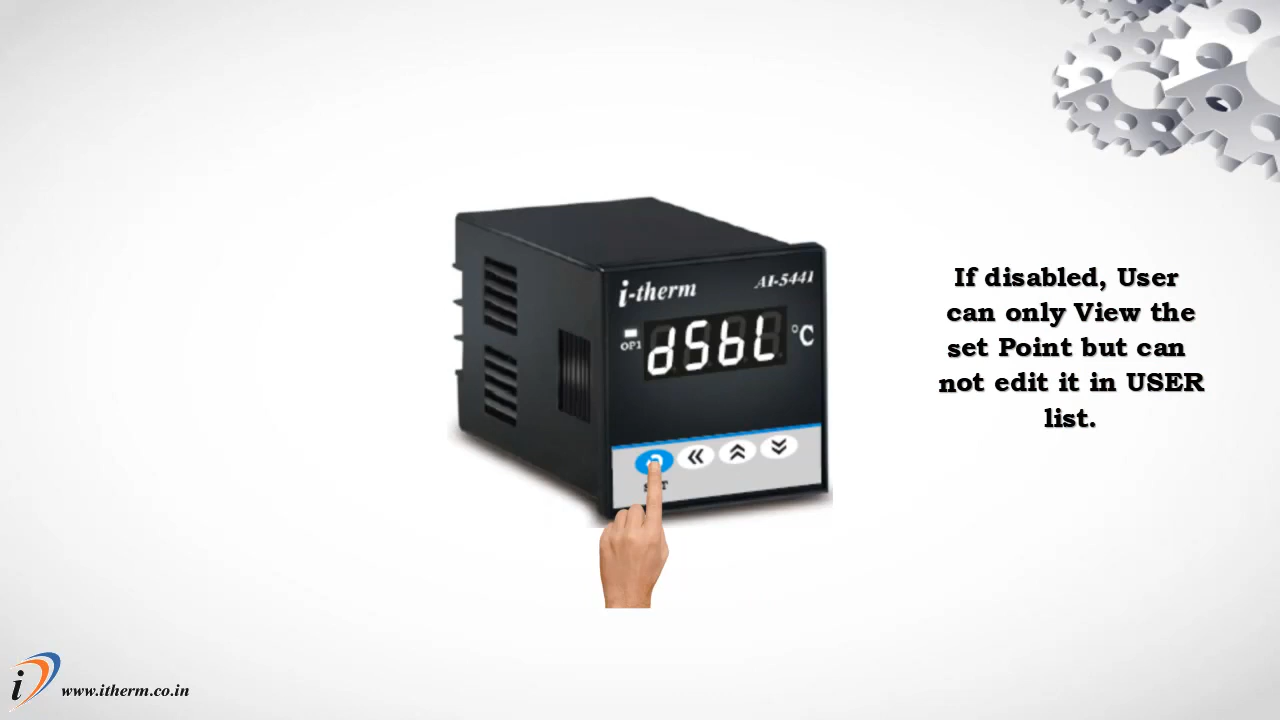 i-therm
AI-5441
OP1
dSbL
°C
SET
If disabled, User
can only View the
set Point but can
not edit it in USER
list.
i
www.itherm.co.in